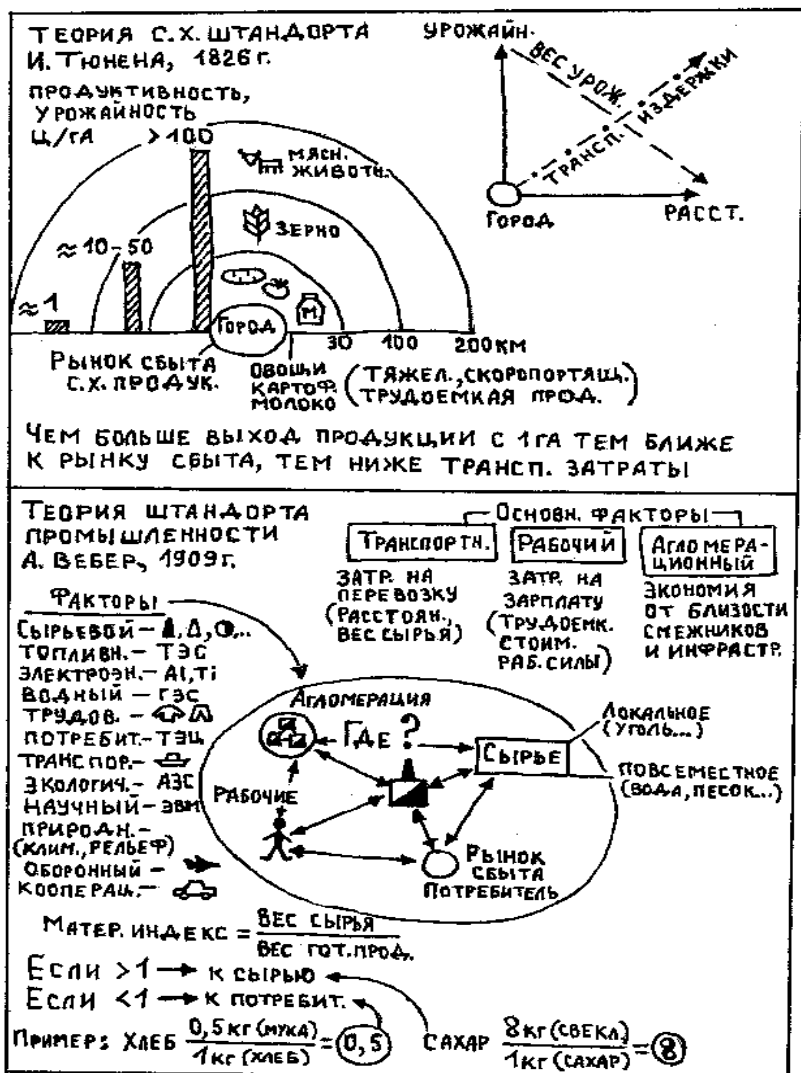 ТЕОРИЯ С.Х. ШТАНДОРТА
И. ТЮНЕНА, 1826 г.
ПРОДУКТИВНОСТЬ,
УРОЖАЙНОСТЬ
Ц/ГА >100
МЯСН.
ЖИВОТН.
ЗЕРНО
≈10-50
≈1
М
ГОРОД
30 100 200КМ
РЫНОК СБЫТА
С.Х. ПРОДУК.
ОВОЩИ
КАРТОФ.
МОЛОКО
(ТЯЖЕЛ., СКОРОПОРТЯЩ.
ТРУДОЕМКАЯ ПРОД.)
УРОЖАЙН.
ВЕС УРОЖ.
ТРАНСП. ИЗДЕРЖКИ
ГОРОД
РАССТ.
ЧЕМ БОЛЬШЕ ВЫХОД ПРОДУКЦИИ С 1ГА ТЕМ БЛИЖЕ
К РЫНКУ СБЫТА, ТЕМ НИЖЕ ТРАНСП. ЗАТРАТЫ
ТЕОРИЯ ШТАНДОРТА
ПРОМЫШЛЕННОСТИ
А. ВЕБЕР, 1909г.
ОСНОВН. ФАКТОРЫ
ТРАНСПОРТН.
ЗАТР. НА
ПЕРЕВОЗКУ
(РАССТОЯН.,
ВЕС СЫРЬЯ)
РАБОЧИЙ
ЗАТР. НА
ЗАРПЛАТУ
(ТРУДОЕМК.
СТОИМ.
РАБ. СИЛЫ)
АГЛОМЕРА-
ЦИОННЫЙ
ЭКОНОМИЯ
ОТ БЛИЗОСТИ
СМЕЖНИКОВ
И ИНФРАСТР.
ФАКТОРЫ
СЫРЬЕВОЙ – ...
ТОПЛИВН. – ТЭС
ЭЛЕКТРОЭН. – Al, Ti
ВОДНЫЙ – ГЭС
ТРУДОВ. –
ПОТРЕБИТ. – ТЭЦ
ТРАНСПОР. –
ЭКОЛОГИЧ. – АЭС
НАУЧНЫЙ – ЭВМ
ПРИРОДН. –
(КЛИМ., РЕЛЬЕФ)
ОБОРОННЫЙ –
КООПЕРАЦ. –
АГЛОМЕРАЦИЯ
ГДЕ ?
СЫРЬЕ
ЛОКАЛЬНОЕ
(УГОЛЬ...)
ПОВСЕМЕСТНОЕ
(ВОДА, ПЕСОК...)
РАБОЧИЕ
РЫНОК
СБЫТА
ПОТРЕБИТЕЛЬ
МАТЕР. ИНДЕКС = ВЕС СЫРЬЯ
ВЕС ГОТ. ПРОД.
ЕСЛИ >1 → К СЫРЬЮ
ЕСЛИ <1 → К ПОТРЕБИТ.
ПРИМЕР: ХЛЕБ 0,5 кг (МУКА)
1 кг (ХЛЕБ) = 0,5
САХАР 8 кг (СВЕКЛ.)
1 кг (САХАР) = 8